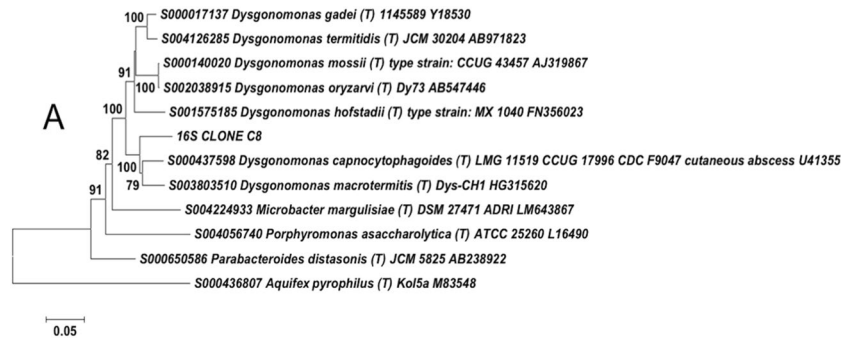 100 S000017137 Dysgonomonas gadei (T) 1145589 Y18530
S004126285 Dysgonomonas termitidis (T) JCM 30204 AB971823
S000140020 Dysgonomonas mossii (T) type strain: CCUG 43457 AJ319867
91
100 S002038915 Dysgonomonas oryzarvi (T) Dy73 AB547446
100 S001575185 Dysgonomonas hofstadii (T) type strain: MX 1040 FN356023
A
16S CLONE C8
82
100 S000437598 Dysgonomonas capnocytophagoides (T) LMG 11519 CCUG 17996 CDC F9047 cutaneous abscess U41355
79 S003803510 Dysgonomonas macrotermitis (T) Dys-CH1 HG315620
91
S004224933 Microbacter margulisiae (T) DSM 27471 ADRI LM643867
S004056740 Porphyromonas asaccharolytica (T) ATCC 25260 L16490
S000650586 Parabacteroides distasonis (T) JCM 5825 AB238922
S000436807 Aquifex pyrophilus (T) Kol5a M83548
0.05